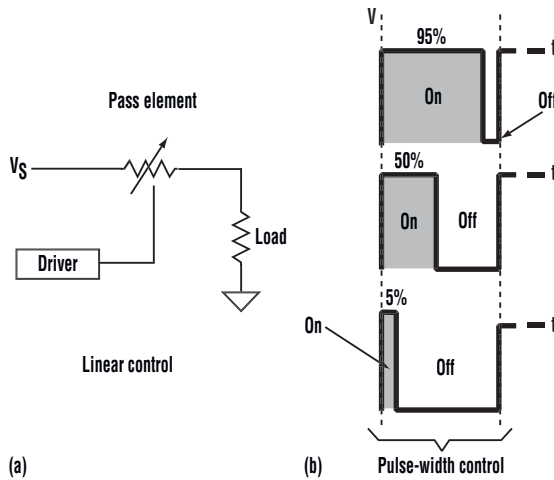 Pass element
VS
Driver
Load
Linear control
(a)
V
95%
t
On
Off
50%
t
On
Off
5%
t
On
Off
(b)
Pulse-width control